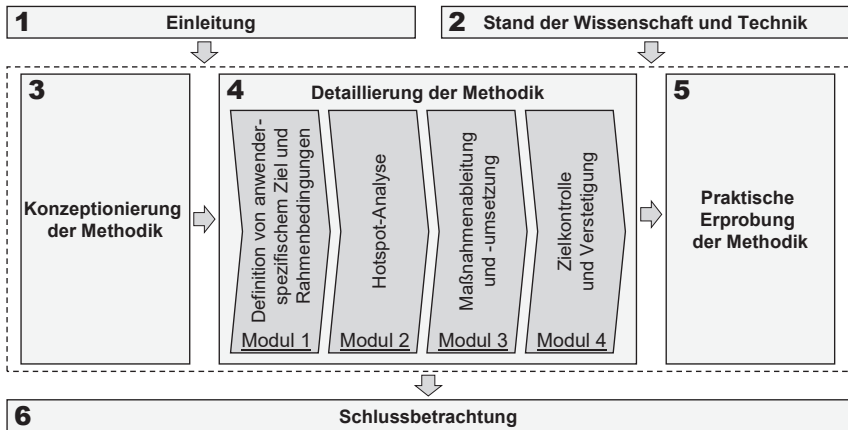 1 Einleitung
2 Stand der Wissenschaft und Technik
3
Konzeptionierung
der Methodik
4 Detaillierung der Methodik
Definition von anwender-
spezifischem Ziel und
Rahmenbedingungen
Modul 1
Hotspot-Analyse
Modul 2
Maßnahmenableitung
und -umsetzung
Modul 3
Zielkontrolle
und Verstetigung
Modul 4
5
Praktische
Erprobung
der Methodik
6 Schlussbetrachtung